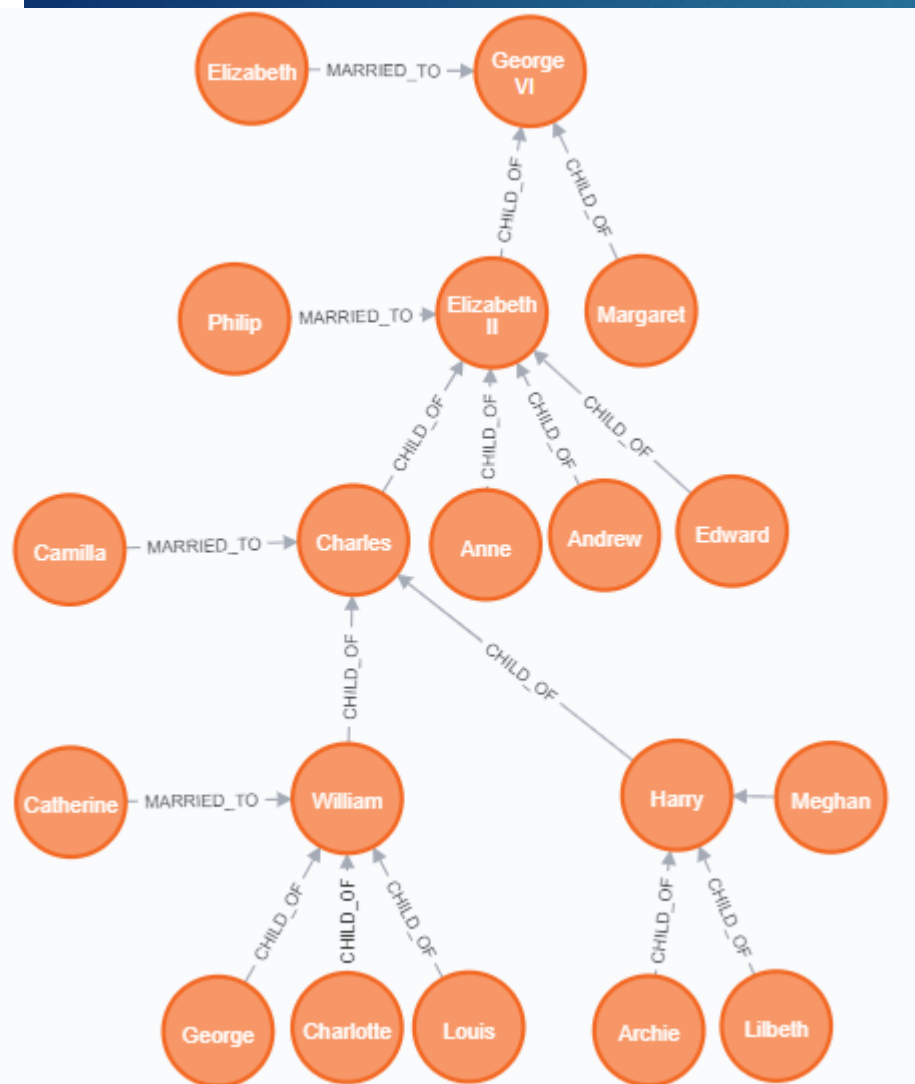 Elizabeth
MARRIED_TO
George
VI
CHILD_OF
CHILD_OF
Philip
MARRIED_TO
Elizabeth
II
Margaret
CHILD_OF
CHILD_OF
CHILD_OF
CHILD_OF
Camilla
MARRIED_TO
Charles
Anne
Andrew
Edward
CHILD_OF
CHILD_OF
Catherine
MARRIED_TO
William
Harry
Meghan
CHILD_OF
CHILD_OF
CHILD_OF
CHILD_OF
CHILD_OF
George
Charlotte
Louis
Archie
Lilbeth